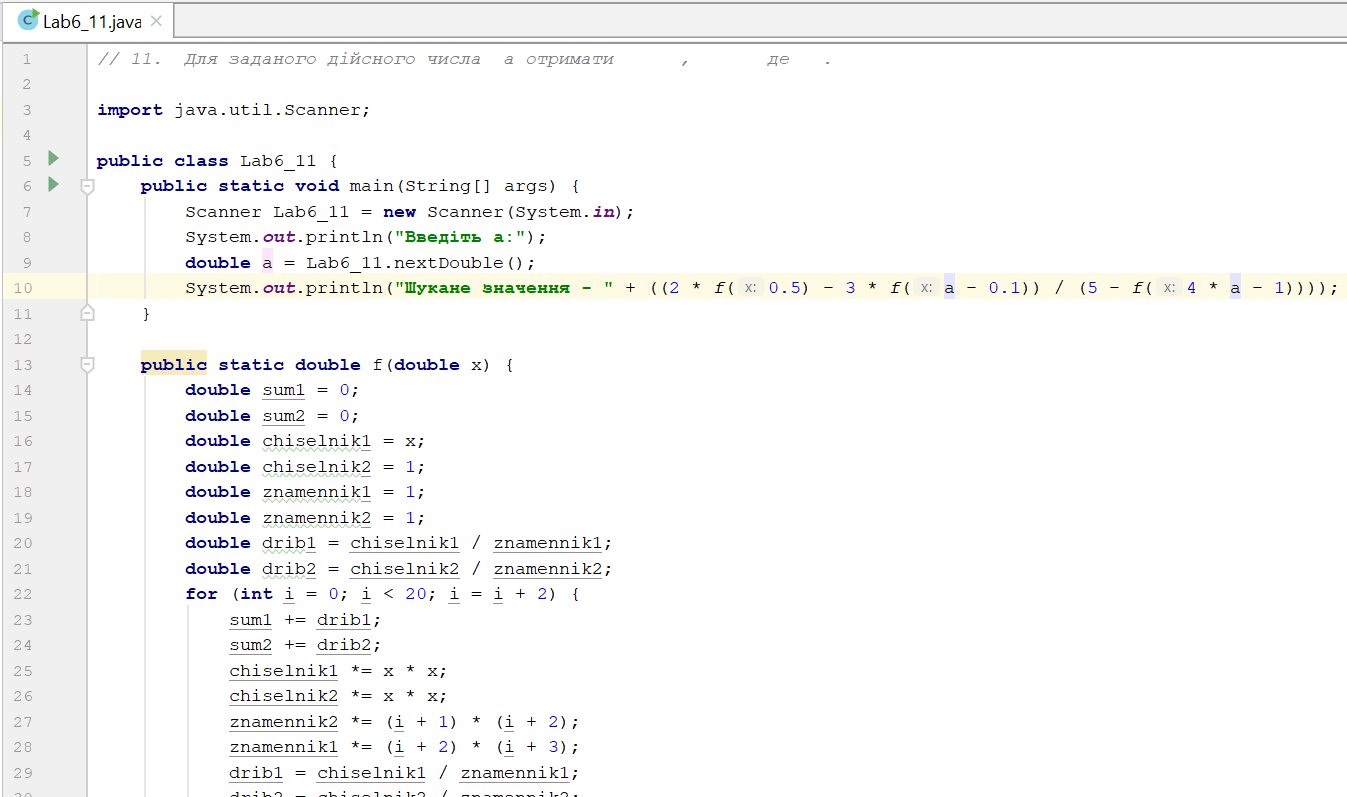 Lab6_11.java
1 // 11. Для заданого дійсного числа а отримати , де .
2
3 import java.util.Scanner;
4
5 public class Lab6_11 {
6 public static void main(String[] args) {
7 Scanner Lab6_11 = new Scanner(System.in);
8 System.out.println("Введіть а:");
9 double a = Lab6_11.nextDouble();
10 System.out.println("Шукане значення - " + ((2 * f( x: 0.5) - 3 * f( x: a - 0.1)) / (5 - f( x: 4 * a - 1))));
11 }
12
13 public static double f(double x) {
14 double sum1 = 0;
15 double sum2 = 0;
16 double chiselnik1 = x;
17 double chiselnik2 = 1;
18 double znamennik1 = 1;
19 double znamennik2 = 1;
20 double drib1 = chiselnik1 / znamennik1;
21 double drib2 = chiselnik2 / znamennik2;
22 for (int i = 0; i < 20; i = i + 2) {
23 sum1 += drib1;
24 sum2 += drib2;
25 chiselnik1 *= x * x;
26 chiselnik2 *= x * x;
27 znamennik2 *= (i + 1) * (i + 2);
28 znamennik1 *= (i + 2) * (i + 3);
29 drib1 = chiselnik1 / znamennik1;